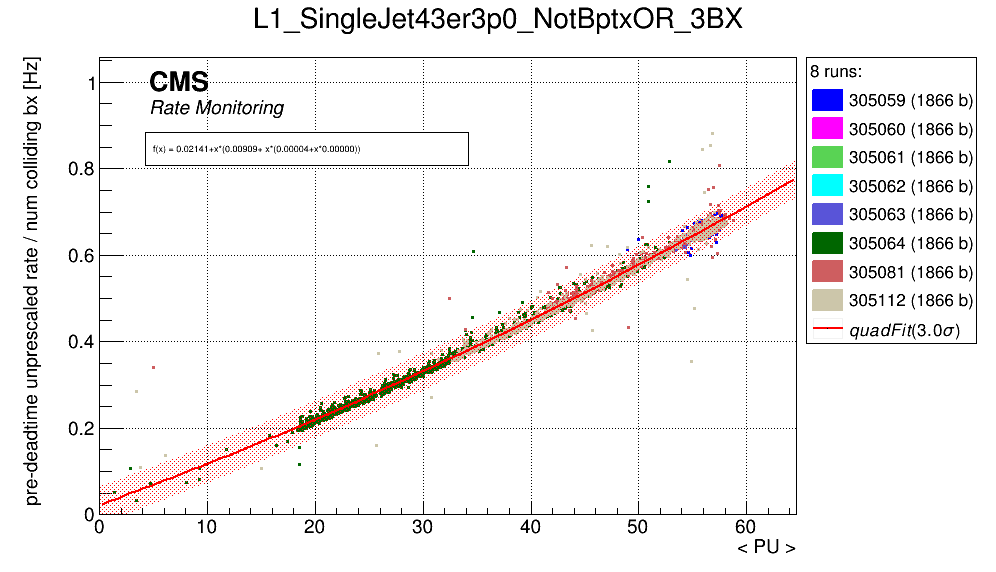 L1_SingleJet43er3p0_NotBptxOR_3BX
pre-deadtime unprescaled rate / num colliding bx [Hz]
CMS
Rate Monitoring
f(x) = 0.02141+x*(0.00909+ x*(0.00004+x*0.00000))
1
0.8
0.6
0.4
0.2
0
0 10 20 30 40 50 60
< PU >
8 runs:
305059 (1866 b)
305060 (1866 b)
305061 (1866 b)
305062 (1866 b)
305063 (1866 b)
305064 (1866 b)
305081 (1866 b)
305112 (1866 b)
quadFit(3.0σ)